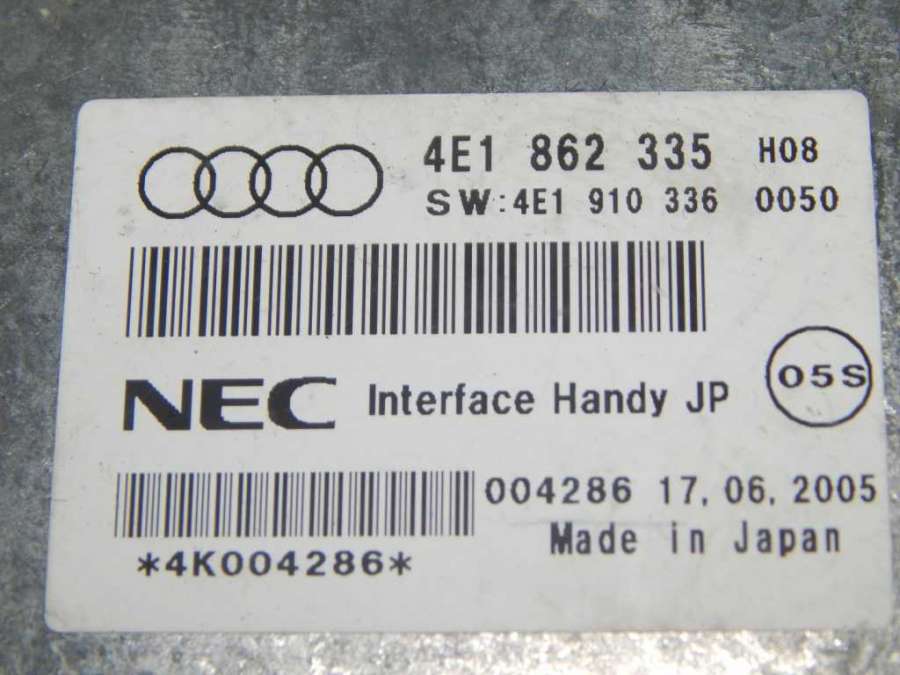 4E1 862 335 H08
SW:4E1 910 336 0050
NEC Interface Handy JP 05S
004286 17, 06, 2005
Made in Japan
*4K004286*